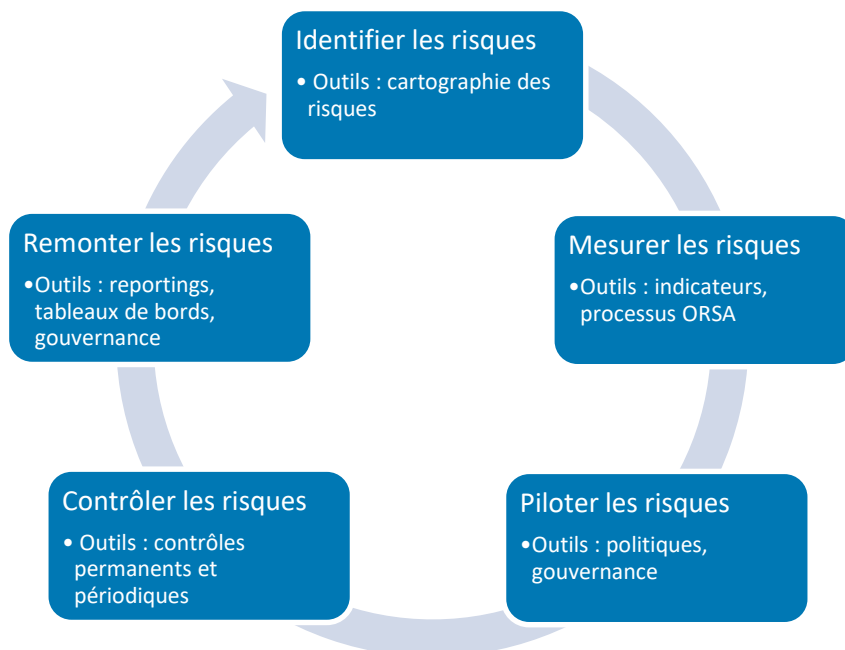 Identifier les risques
• Outils : cartographie des
risques
Mesurer les risques
•Outils : indicateurs,
processus ORSA
Piloter les risques
•Outils : politiques,
gouvernance
Contrôler les risques
• Outils : contrôles
permanents et
périodiques
Remonter les risques
•Outils : reportings,
tableaux de bords,
gouvernance